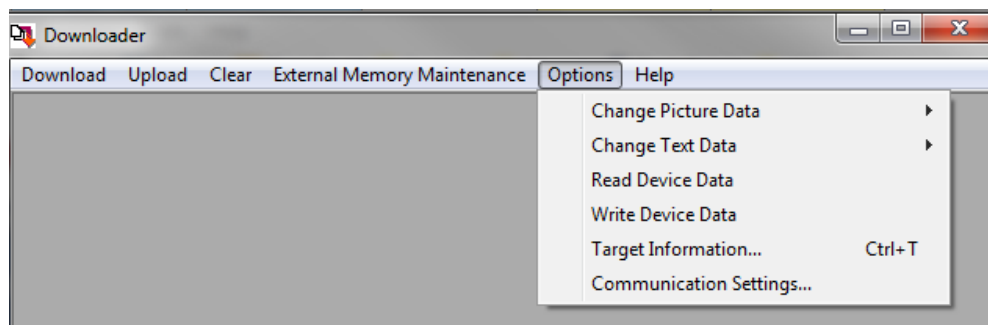 Downloader
Download Upload Clear External Memory Maintenance Options Help
Change Picture Data
Change Text Data
Read Device Data
Write Device Data
Target Information... Ctrl+T
Communication Settings...